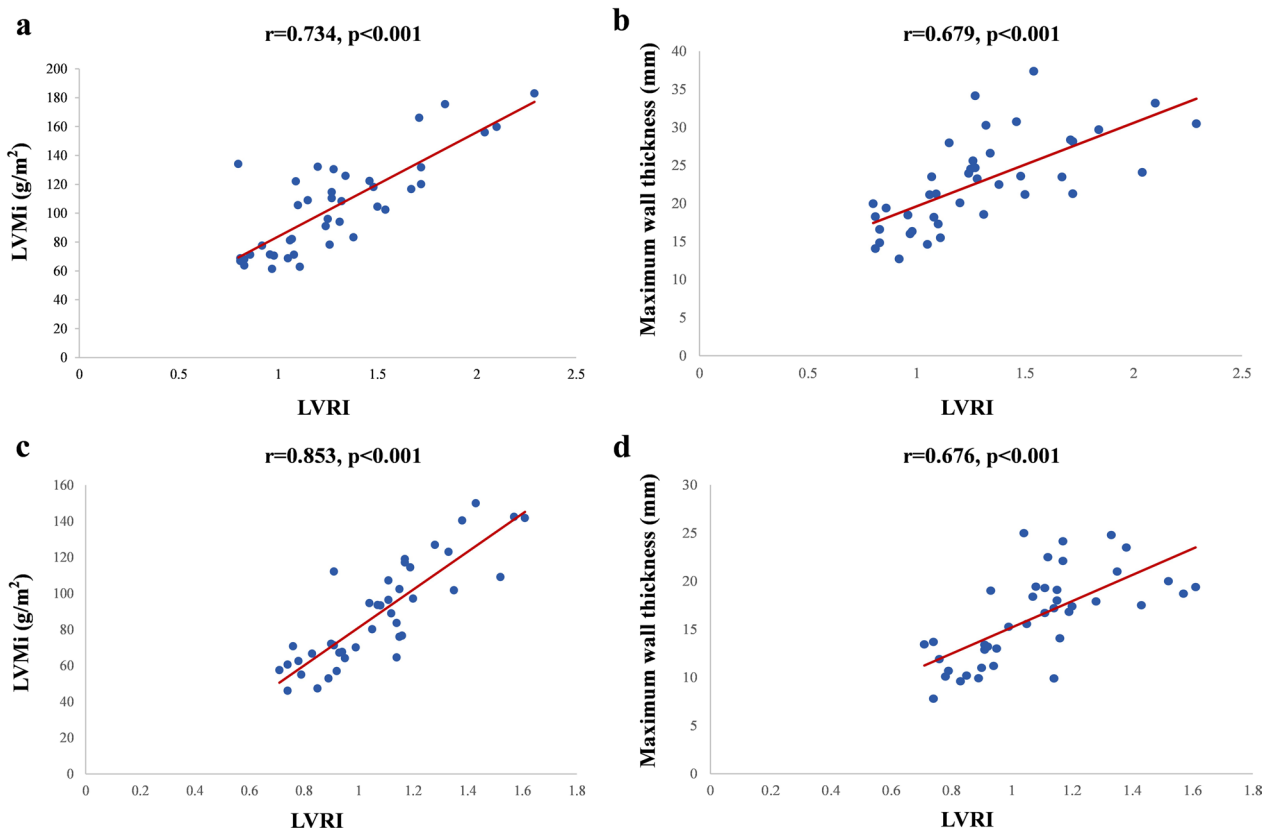 a
r=0.734, p<0.001
LVMi (g/m²)
200
180
160
140
120
100
80
60
40
20
0
0 0.5 1 1.5 2 2.5
LVRI
b
r=0.679, p<0.001
Maximum wall thickness (mm)
40
35
30
25
20
15
10
5
0
0 0.5 1 1.5 2 2.5
LVRI
c
r=0.853, p<0.001
LVMi (g/m²)
160
140
120
100
80
60
40
20
0
0 0.2 0.4 0.6 0.8 1 1.2 1.4 1.6 1.8
LVRI
d
r=0.676, p<0.001
Maximum wall thickness (mm)
30
25
20
15
10
5
0
0 0.2 0.4 0.6 0.8 1 1.2 1.4 1.6 1.8
LVRI